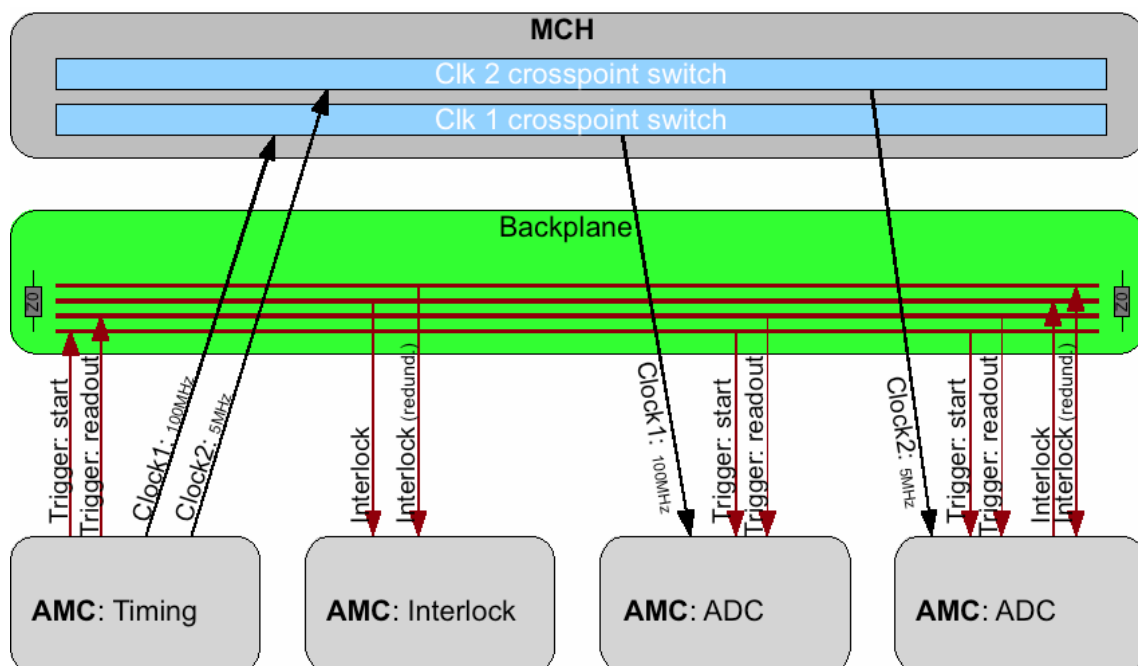 MCH
Clk 2 crosspoint switch
Clk 1 crosspoint switch
Backplane
Z0
Z0
Trigger: start
Trigger: readout
Clock1: 100MHz
Clock2: 5MHz
Interlock
Interlock (redund.)
Clock1: 100MHz
Trigger: start
Trigger: readout
Clock2: 5MHz
Trigger: start
Trigger: readout
Interlock
Interlock (redund.)
AMC: Timing
AMC: Interlock
AMC: ADC
AMC: ADC